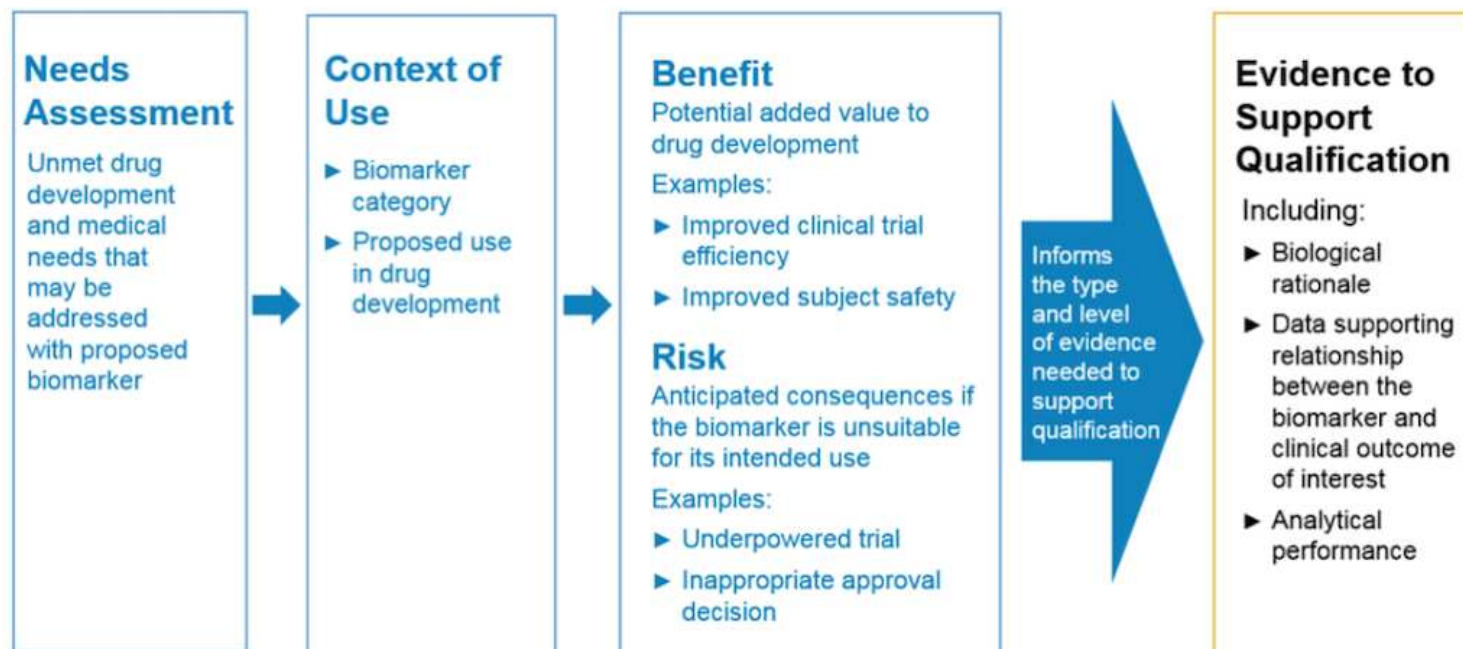 Needs
Assessment
Unmet drug
development
and medical
needs that
may be
addressed
with proposed
biomarker
Context of
Use
► Biomarker
category
► Proposed use
in drug
development
Benefit
Potential added value to
drug development
Examples:
► Improved clinical trial
efficiency
► Improved subject safety
Risk
Anticipated consequences if
the biomarker is unsuitable
for its intended use
Examples:
► Underpowered trial
► Inappropriate approval
decision
Informs
the type
and level
of evidence
needed to
support
qualification
Evidence to
Support
Qualification
Including:
► Biological
rationale
► Data supporting
relationship
between the
biomarker and
clinical outcome
of interest
► Analytical
performance